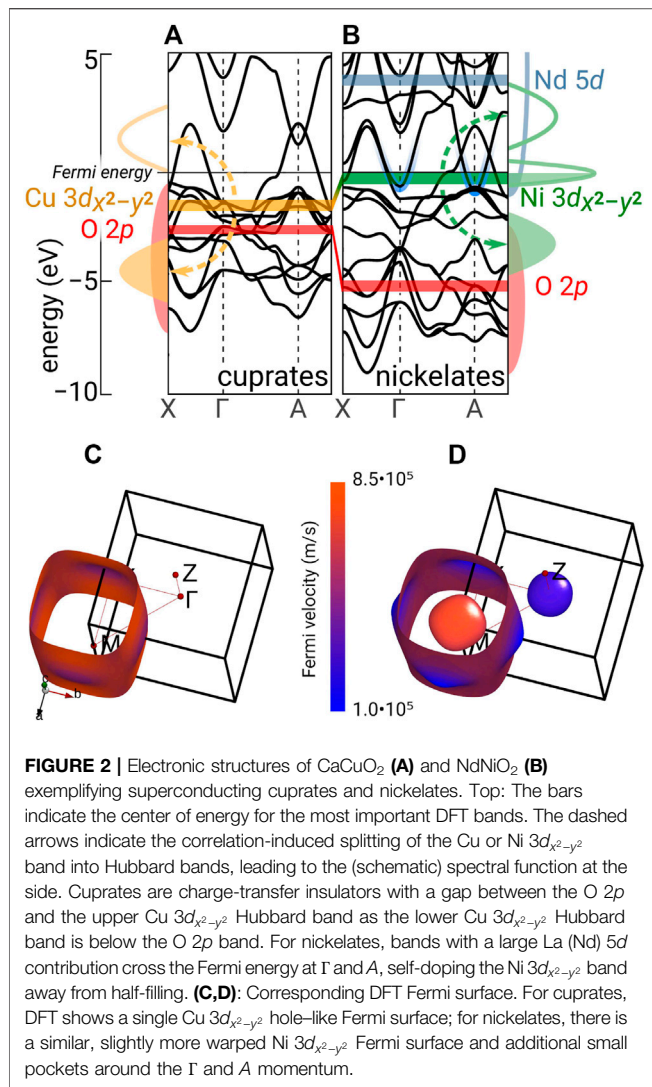 A
B
5
Nd 5d
Fermi energy
Cu 3dx²−y²
Ni 3dx²−y²
O 2p
−5
O 2p
energy (eV)
−10
cuprates
nickelates
X Γ A X Γ A
C
D
8.5•10⁵
Fermi velocity (m/s)
1.0•10⁵
Z
Γ
M
c
b
a
Z
M
FIGURE 2 | Electronic structures of CaCuO₂ (A) and NdNiO₂ (B)
exemplifying superconducting cuprates and nickelates. Top: The bars
indicate the center of energy for the most important DFT bands. The dashed
arrows indicate the correlation-induced splitting of the Cu or Ni 3dx²−y²
band into Hubbard bands, leading to the (schematic) spectral function at the
side. Cuprates are charge-transfer insulators with a gap between the O 2p
and the upper Cu 3dx²−y² Hubbard band as the lower Cu 3dx²−y² Hubbard
band is below the O 2p band. For nickelates, bands with a large La (Nd) 5d
contribution cross the Fermi energy at Γ and A, self-doping the Ni 3dx²−y² band
away from half-filling. (C,D): Corresponding DFT Fermi surface. For cuprates,
DFT shows a single Cu 3dx²−y² hole–like Fermi surface; for nickelates, there is
a similar, slightly more warped Ni 3dx²−y² Fermi surface and additional small
pockets around the Γ and A momentum.